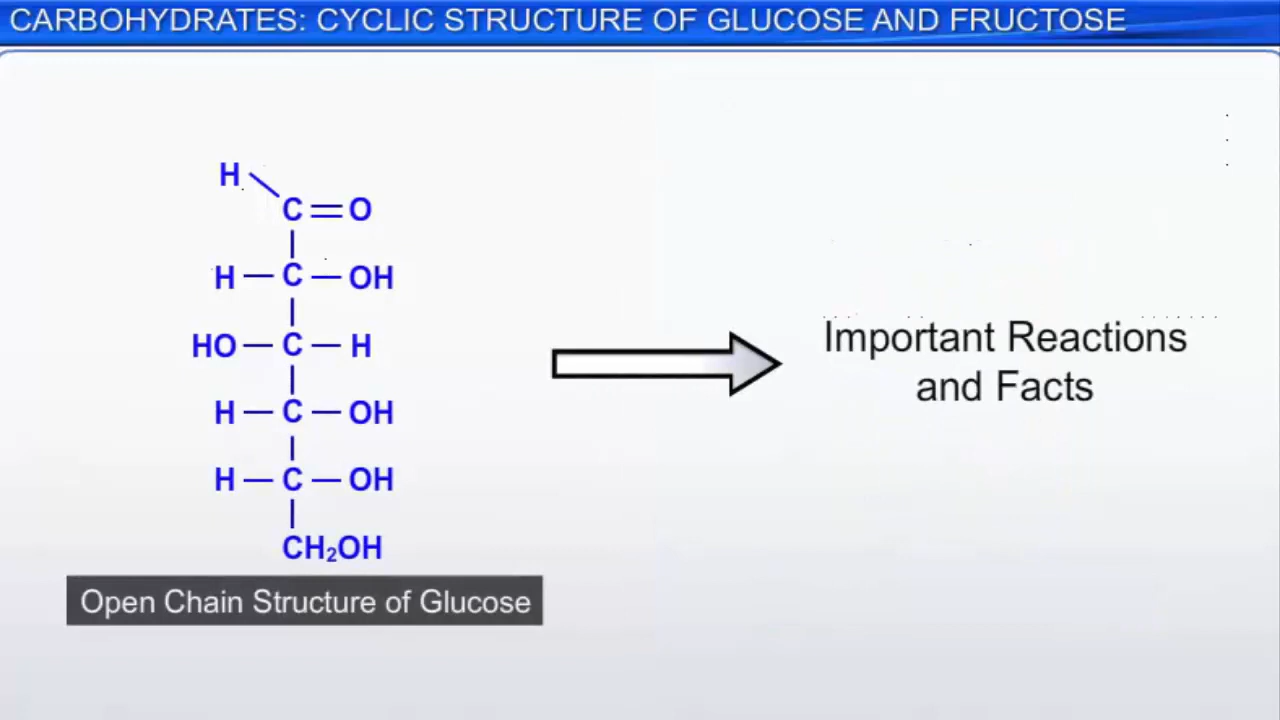 CARBOHYDRATES: CYCLIC STRUCTURE OF GLUCOSE AND FRUCTOSE
H
C=O
H—C—OH
HO—C—H
H—C—OH
H—C—OH
CH₂OH
Open Chain Structure of Glucose
Important Reactions
and Facts